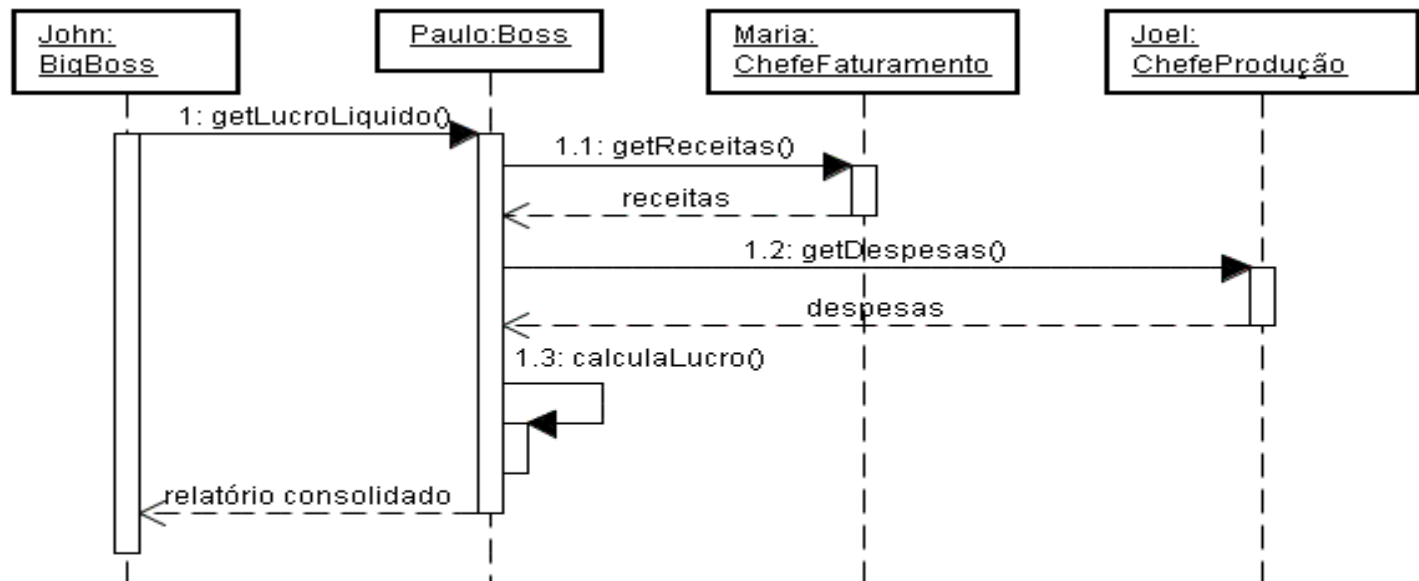 John:
BigBoss
Paulo:Boss
Maria:
ChefeFaturamento
Joel:
ChefeProdução
1: getLucroLiquido()
1.1: getReceitas()
receitas
1.2: getDespesas()
despesas
1.3: calculaLucro()
relatório consolidado